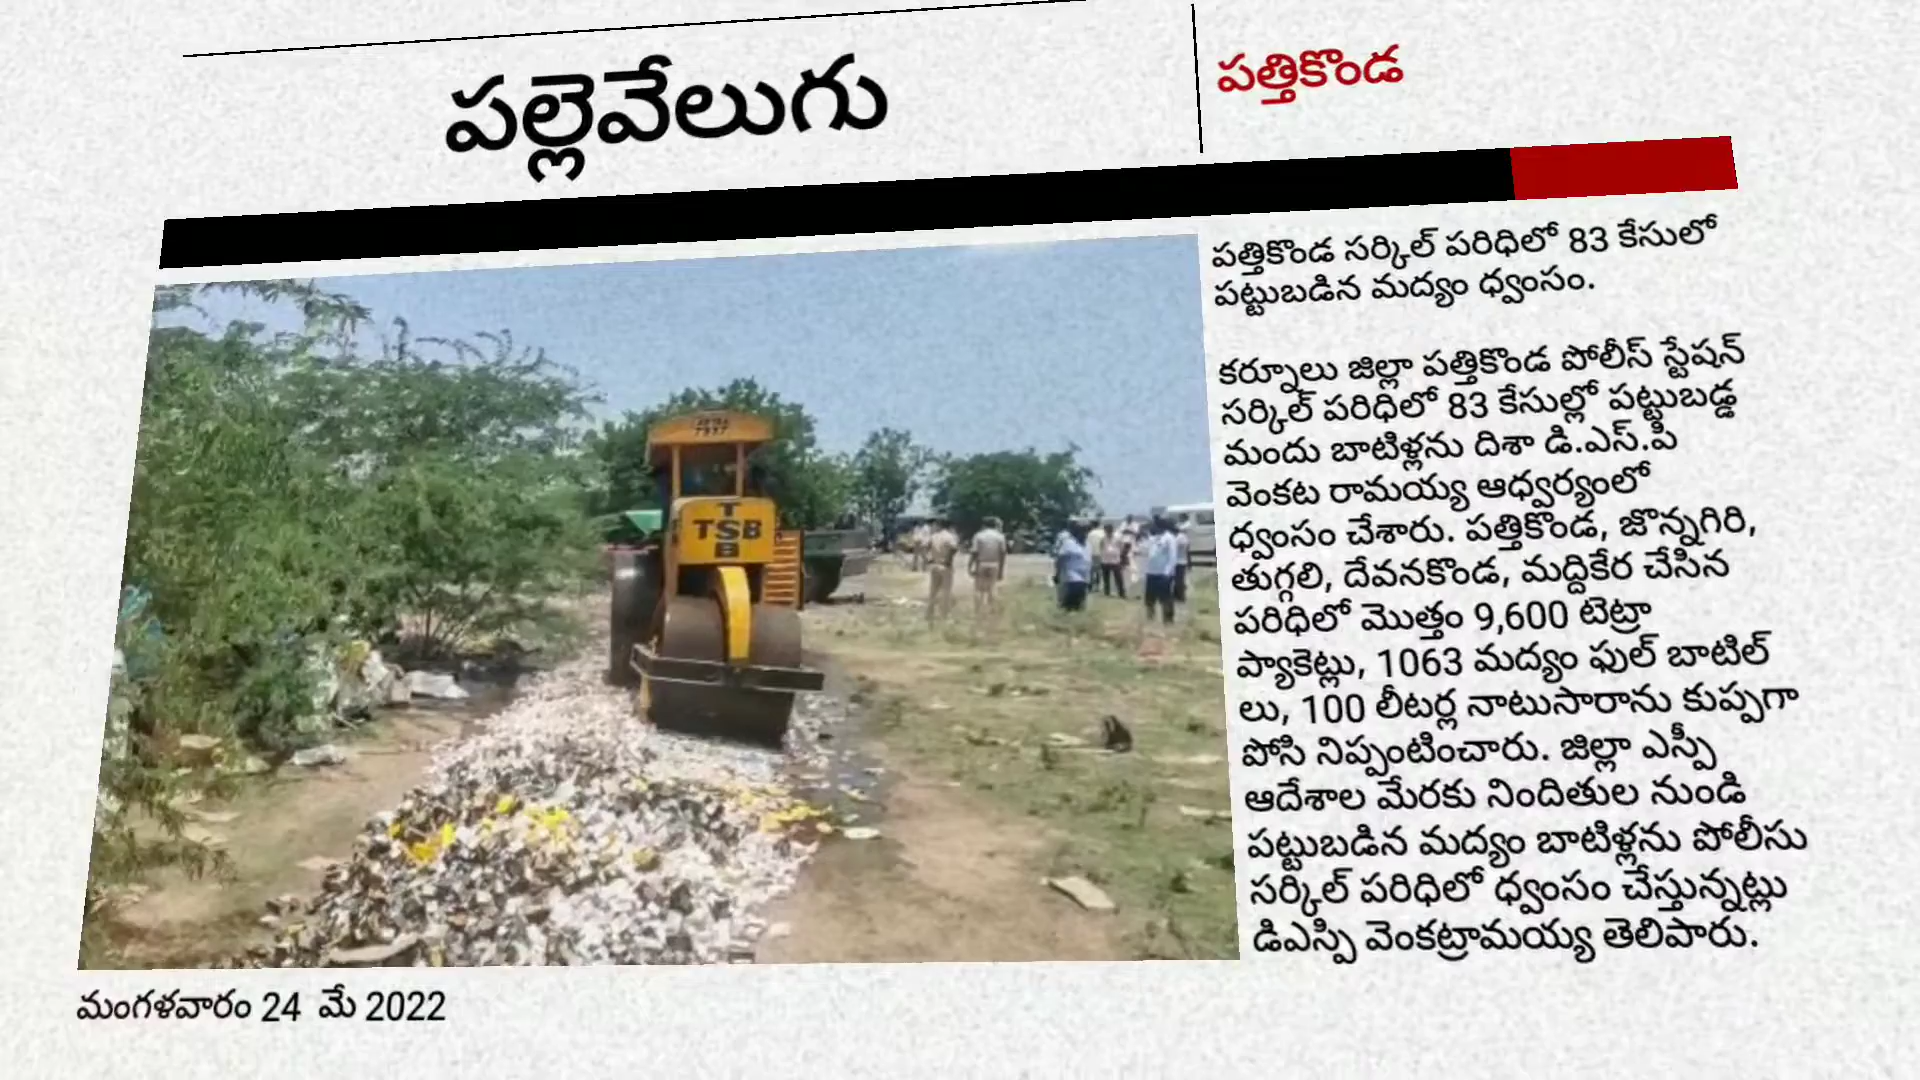 పల్లెవేలుగు
పత్తికొండ
పత్తికొండ సర్కిల్ పరిధిలో 83 కేసులో
పట్టుబడిన మద్యం ధ్వంసం.
కర్నూలు జిల్లా పత్తికొండ పోలీస్ స్టేషన్
సర్కిల్ పరిధిలో 83 కేసుల్లో పట్టుబడ్డ
మందు బాటిళ్లను దిశా డి.ఎస్.పి
వెంకట రామయ్య ఆధ్వర్యంలో
ధ్వంసం చేశారు. పత్తికొండ, జొన్నగిరి,
తుగ్గలి, దేవనకొండ, మద్దికేర చేసిన
పరిధిలో మొత్తం 9,600 టెట్రా
ప్యాకెట్లు, 1063 మద్యం ఫుల్ బాటిల్
లు, 100 లీటర్ల నాటుసారాను కుప్పగా
పోసి నిప్పంటించారు. జిల్లా ఎస్పీ
ఆదేశాల మేరకు నిందితుల నుండి
పట్టుబడిన మద్యం బాటిళ్లను పోలీసు
సర్కిల్ పరిధిలో ధ్వంసం చేస్తున్నట్లు
డిఎస్పి వెంకట్రామయ్య తెలిపారు.
T
TSB
B
మంగళవారం 24 మే 2022